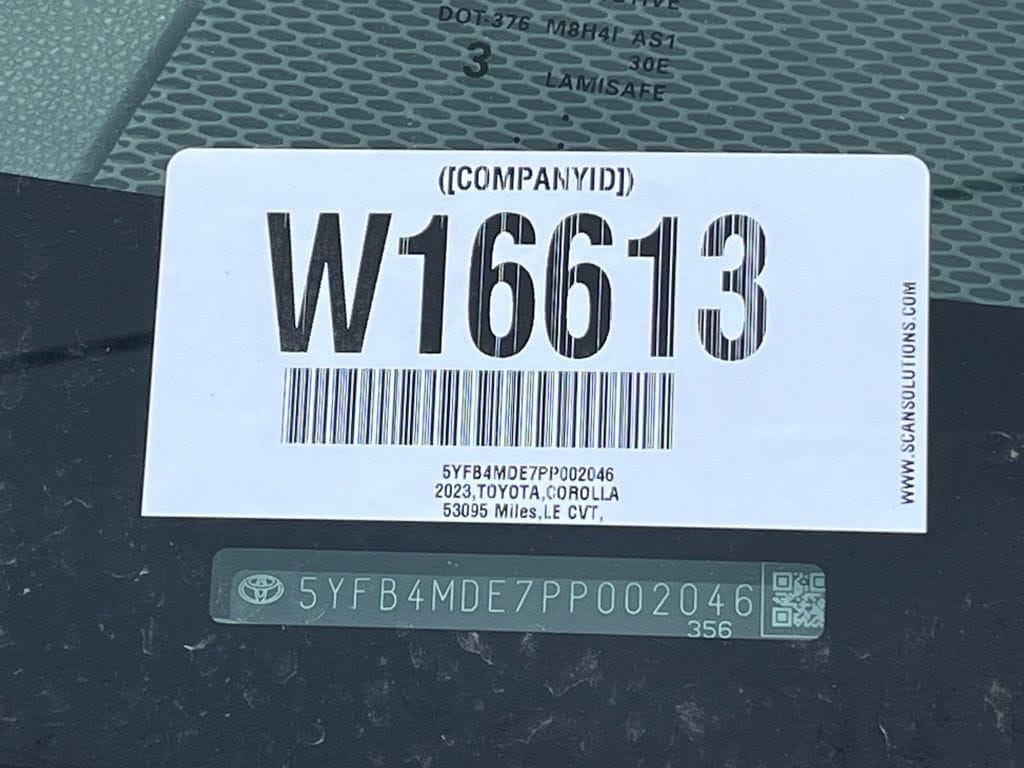 DOT-376 M8H4I AS1
3 30E
LAMISAFE
([COMPANYID])
W16613
5YFB4MDE7PP002046
2023,TOYOTA,COROLLA
53095 Miles,LE CVT,
WWW.SCANSOLUTIONS.COM
5YFB4MDE7PP002046
356